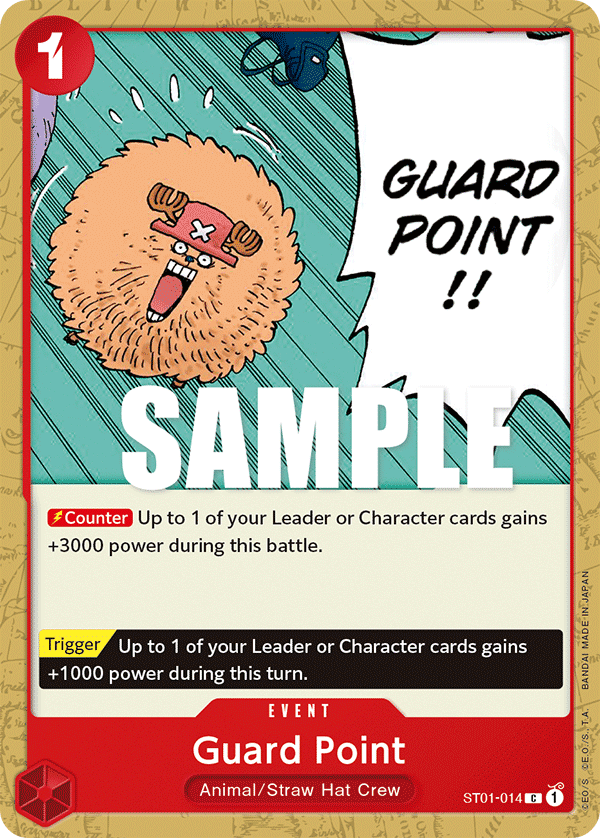 1
GUARD
POINT
!!
SAMPLE
Counter Up to 1 of your Leader or Character cards gains
+3000 power during this battle.
Trigger Up to 1 of your Leader or Character cards gains
+1000 power during this turn.
EVENT
Guard Point
Animal/Straw Hat Crew
ST01-014 C 1
©E.O./S., T.A. BANDAI MADE IN JAPAN